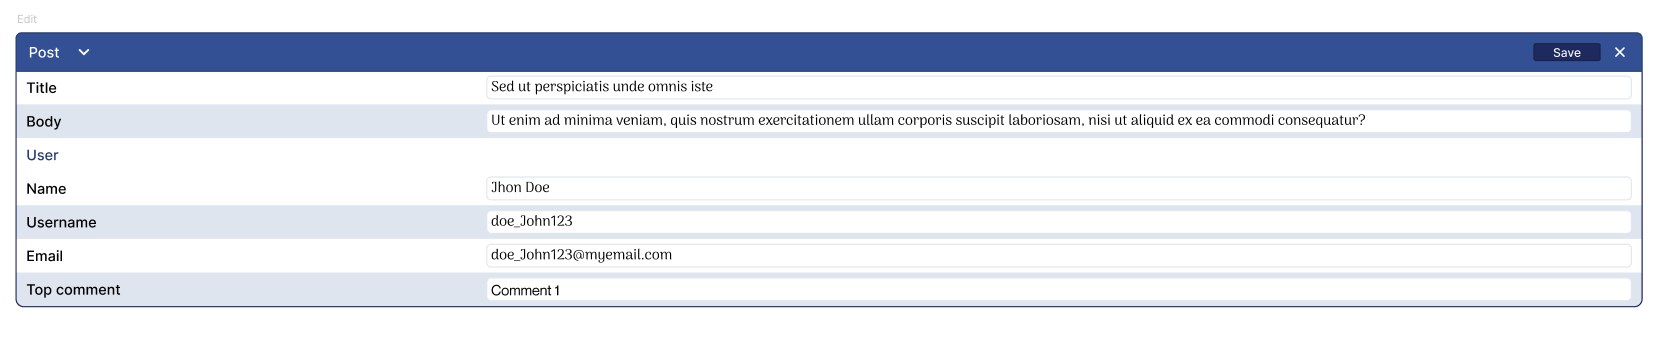 Edit
Post
Save
Title
Sed ut perspiciatis unde omnis iste
Body
Ut enim ad minima veniam, quis nostrum exercitationem ullam corporis suscipit laboriosam, nisi ut aliquid ex ea commodi consequatur?
User
Name
Jhon Doe
Username
doe_John123
Email
doe_John123@myemail.com
Top comment
Comment 1